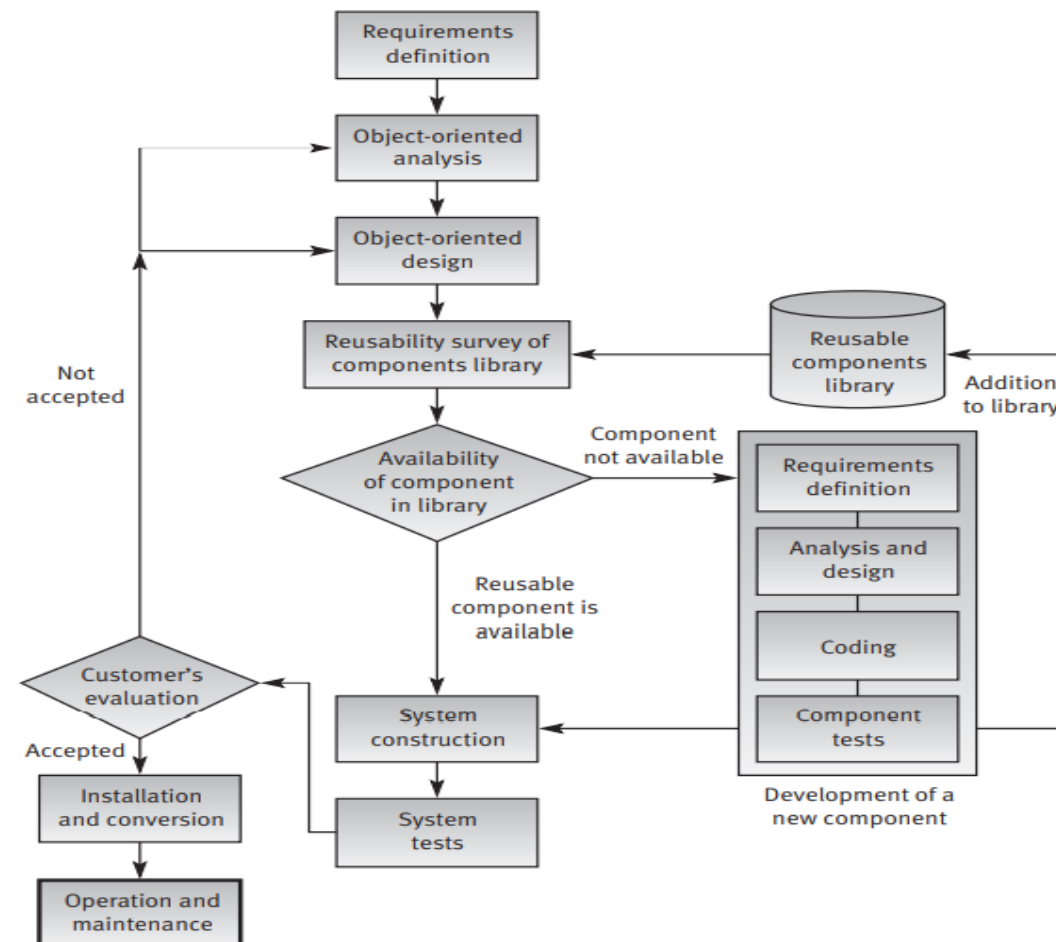 Requirements
definition
Object-oriented
analysis
Object-oriented
design
Reusability survey of
components library
Reusable
components
library
Addition
to library
Not
accepted
Availability
of component
in library
Component
not available
Requirements
definition
Analysis and
design
Coding
Component
tests
Development of a
new component
Reusable
component is
available
System
construction
System
tests
Customer's
evaluation
Accepted
Installation
and conversion
Operation and
maintenance